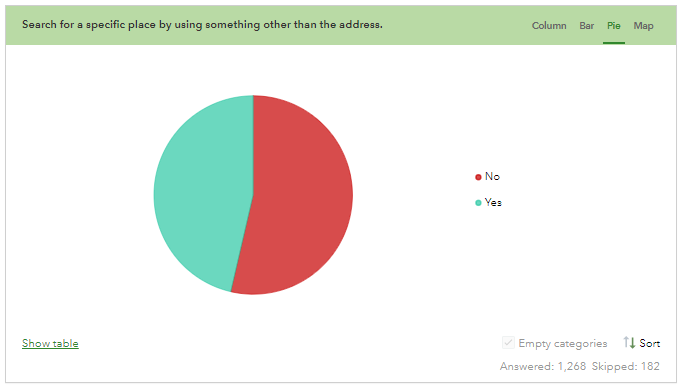 Search for a specific place by using something other than the address.
Column Bar Pie Map
No
Yes
Show table
Empty categories
Sort
Answered: 1,268 Skipped: 182